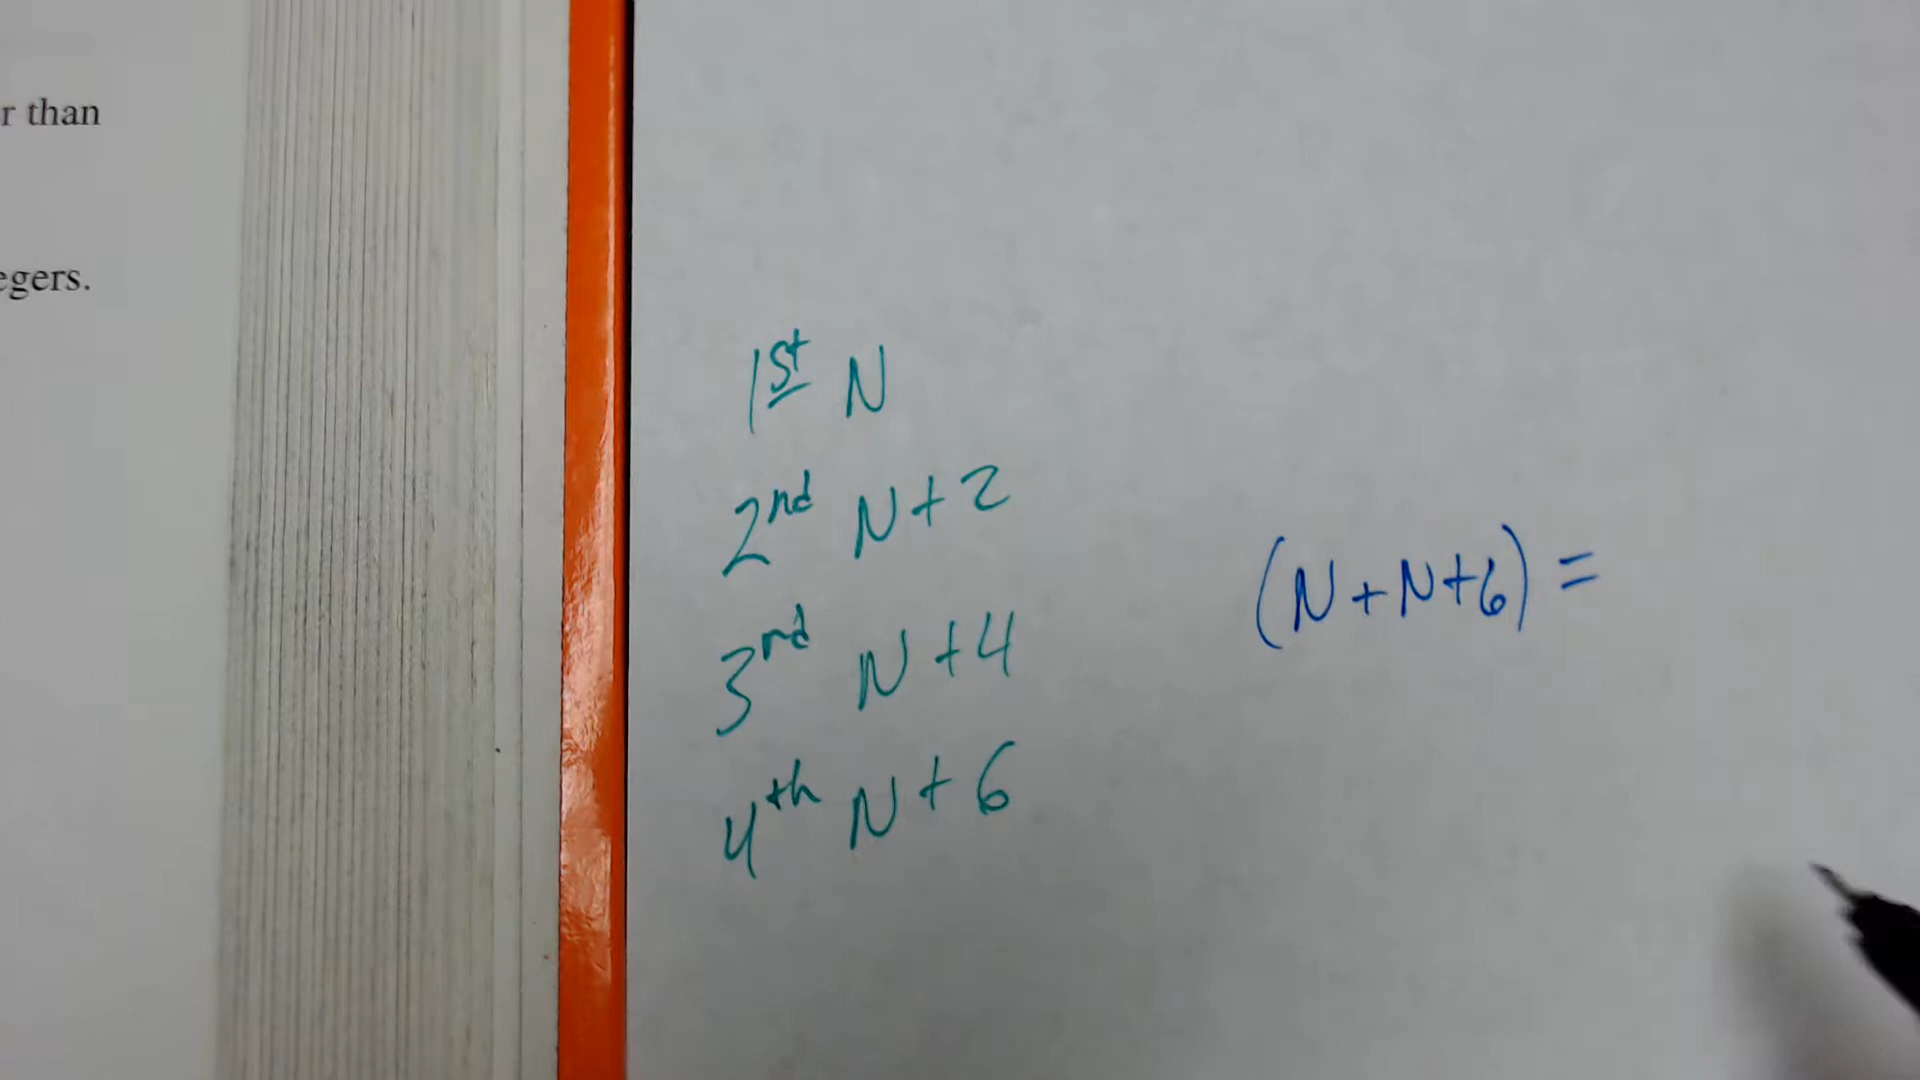 r than
egers.
1st N
2nd N+2
3rd N+4
4th N+6
(N+N+6)=